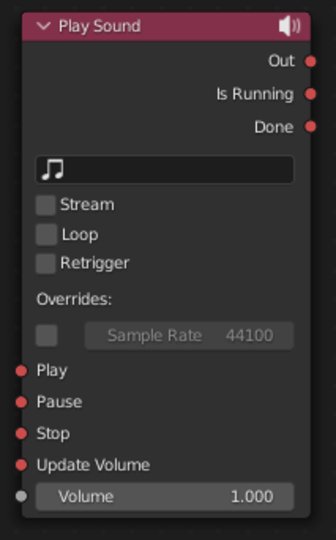 Play Sound
Out
Is Running
Done
Stream
Loop
Retrigger
Overrides:
Sample Rate 44100
Play
Pause
Stop
Update Volume
Volume 1.000